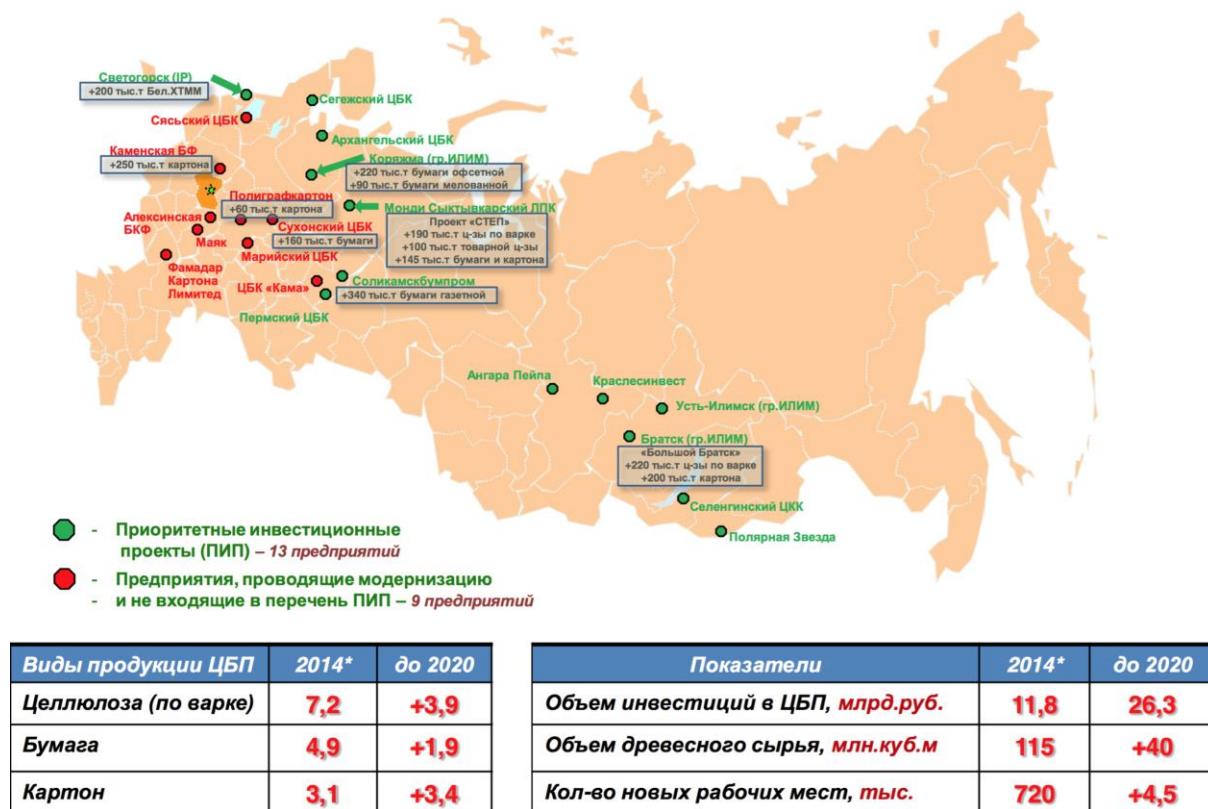 Светогорск (IP)
+200 тыс.т Бел.ХТММ
Сегежский ЦБК
Сясьский ЦБК
Архангельский ЦБК
Каменская БФ
+250 тыс.т картона
Коряжма (гр.ИЛИМ)
+220 тыс.т бумаги офсетной
+90 тыс.т бумаги мелованной
Полиграфкартон
+60 тыс.т картона
Монди Сыктывкарский ЛПК
Проект «СТЕП»
+190 тыс.т ц-зы по варке
+100 тыс.т товарной ц-зы
+145 тыс.т бумаги и картона
Алексинская
БКФ
Сухонский ЦБК
+160 тыс.т бумаги
Маяк
Марийский ЦБК
Фамадар
Картона
Лимитед
ЦБК «Кама»
Соликамскбумпром
+340 тыс.т бумаги газетной
Пермский ЦБК
Ангара Пейпа
Краслесинвест
Усть-Илимск (гр.ИЛИМ)
Братск (гр.ИЛИМ)
«Большой Братск»
+220 тыс.т ц-зы по варке
+200 тыс.т картона
Селенгинский ЦКК
Полярная Звезда
- Приоритетные инвестиционные
проекты (ПИП) – 13 предприятий
- Предприятия, проводящие модернизацию
- и не входящие в перечень ПИП – 9 предприятий
Виды продукции ЦБП 2014* до 2020
Целлюлоза (по варке) 7,2 +3,9
Бумага 4,9 +1,9
Картон 3,1 +3,4
Показатели 2014* до 2020
Объем инвестиций в ЦБП, млрд.руб. 11,8 26,3
Объем древесного сырья, млн.куб.м 115 +40
Кол-во новых рабочих мест, тыс. 720 +4,5